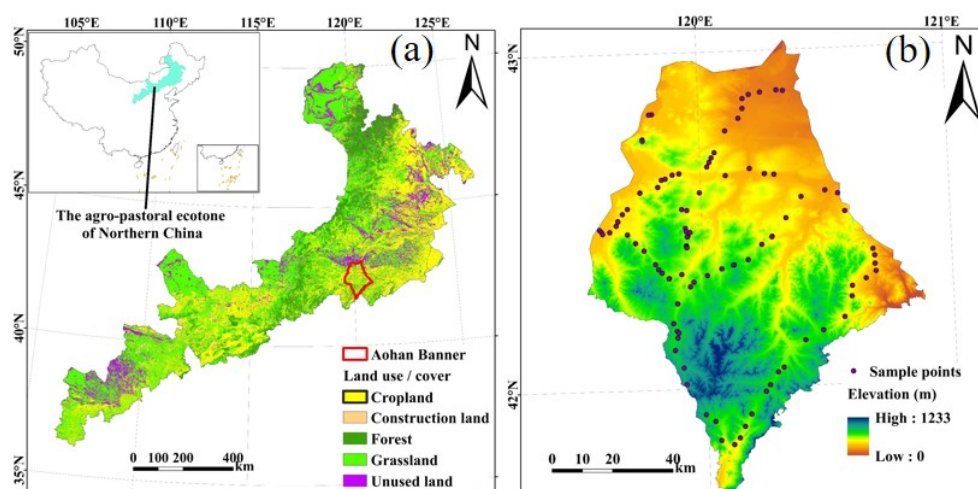 105°E
110°E
115°E
120°E
125°E
50°N
45°N
40°N
35°N
(a)
N
The agro-pastoral ecotone
of Northern China
Aohan Banner
Land use / cover
Cropland
Construction land
Forest
Grassland
Unused land
0 100 200 400
km
120°E
121°E
43°N
42°N
(b)
N
Sample points
Elevation (m)
High : 1233
Low : 0
0 10 20 40
km